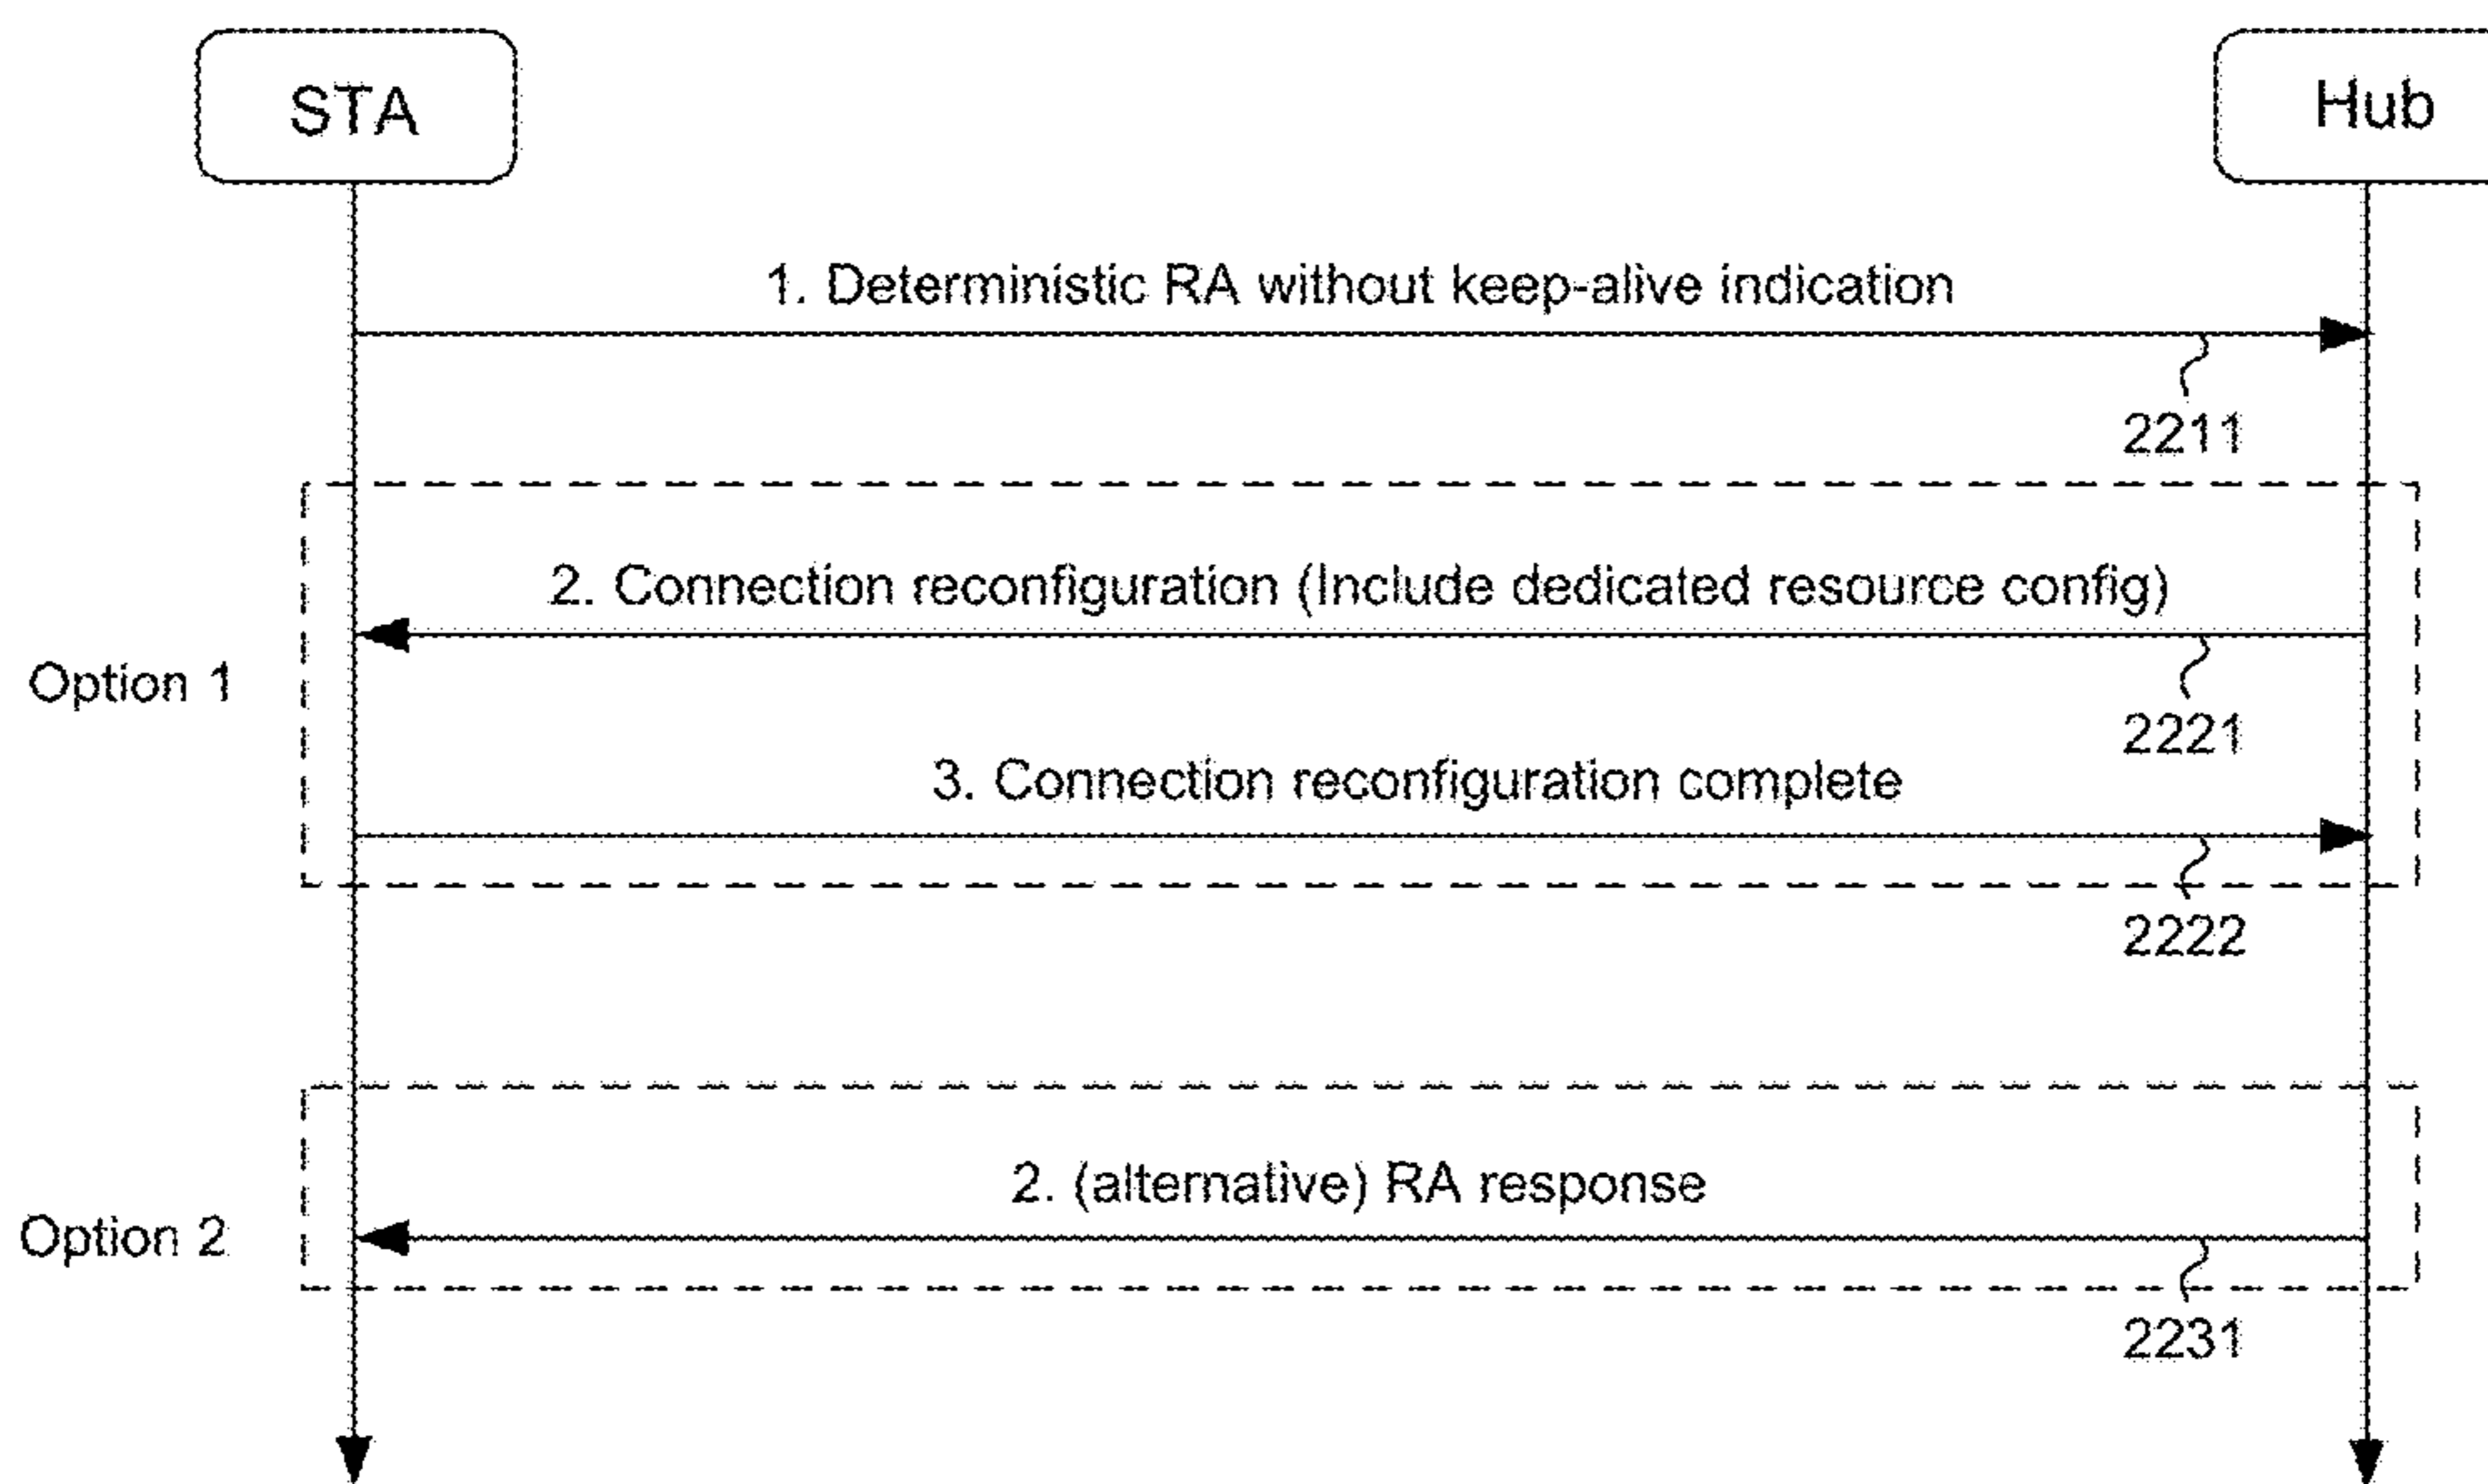 STA
Hub
1. Deterministic RA without keep-alive indication
2211
2. Connection reconfiguration (Include dedicated resource config)
Option 1
2221
3. Connection reconfiguration complete
2222
2. (alternative) RA response
Option 2
2231